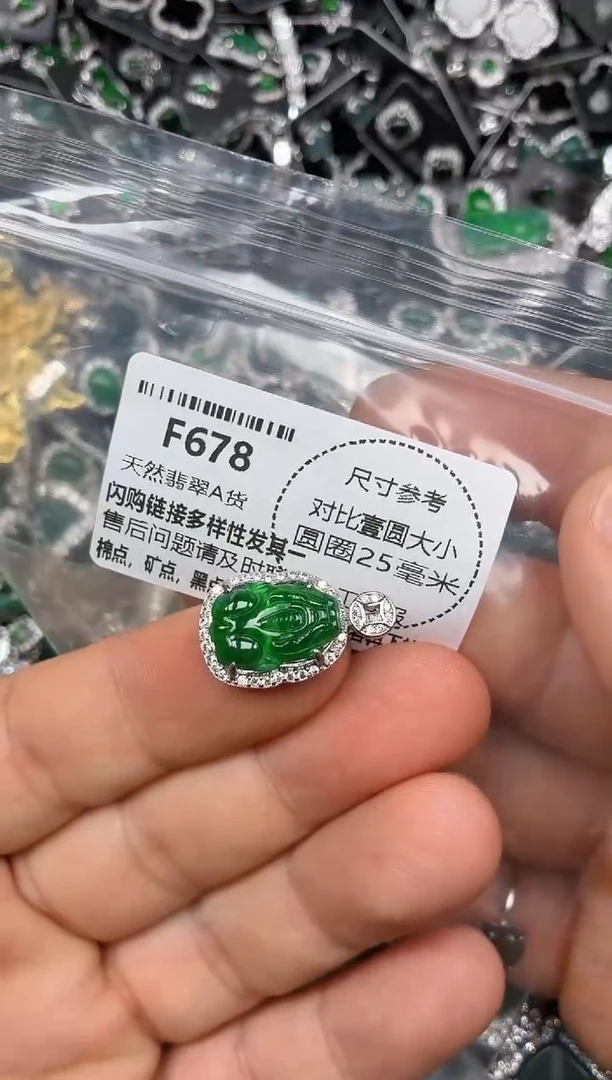 F678
天然翡翠A货
闪购链接多样性发其一
售后问题请及时联
棉点，矿点，黑点
尺寸参考
对比壹圆大小
圆圈25毫米